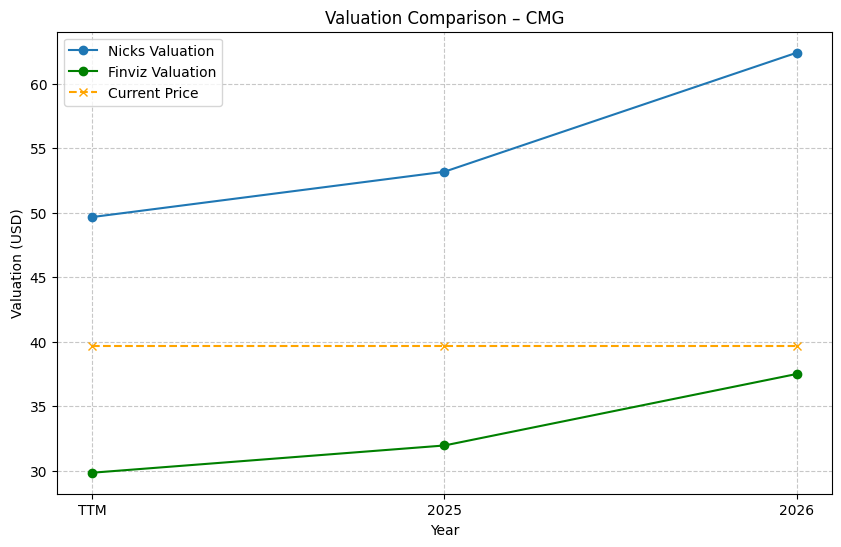 Valuation Comparison – CMG
Nicks Valuation
Finviz Valuation
Current Price
Valuation (USD)
60
55
50
45
40
35
30
TTM
2025
2026
Year